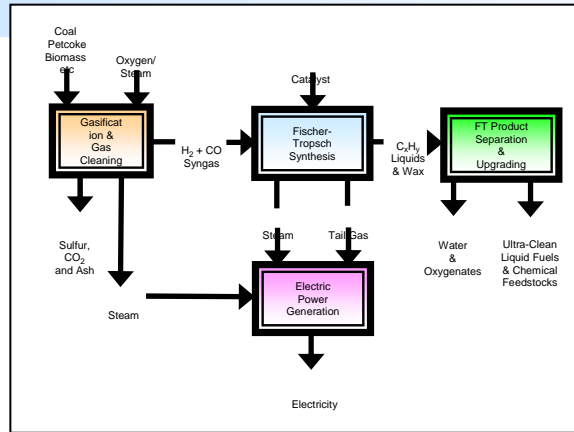 Coal
Petcoke
Biomass
etc
Oxygen/
Steam
Catalyst
Gasificat
ion &
Gas
Cleaning
H2 + CO
Syngas
Fischer-
Tropsch
Synthesis
CxHy
Liquids
& Wax
FT Product
Separation
&
Upgrading
Sulfur,
CO2
and Ash
Steam
Tail Gas
Water
&
Oxygenates
Ultra-Clean
Liquid Fuels
& Chemical
Feedstocks
Steam
Electric
Power
Generation
Electricity